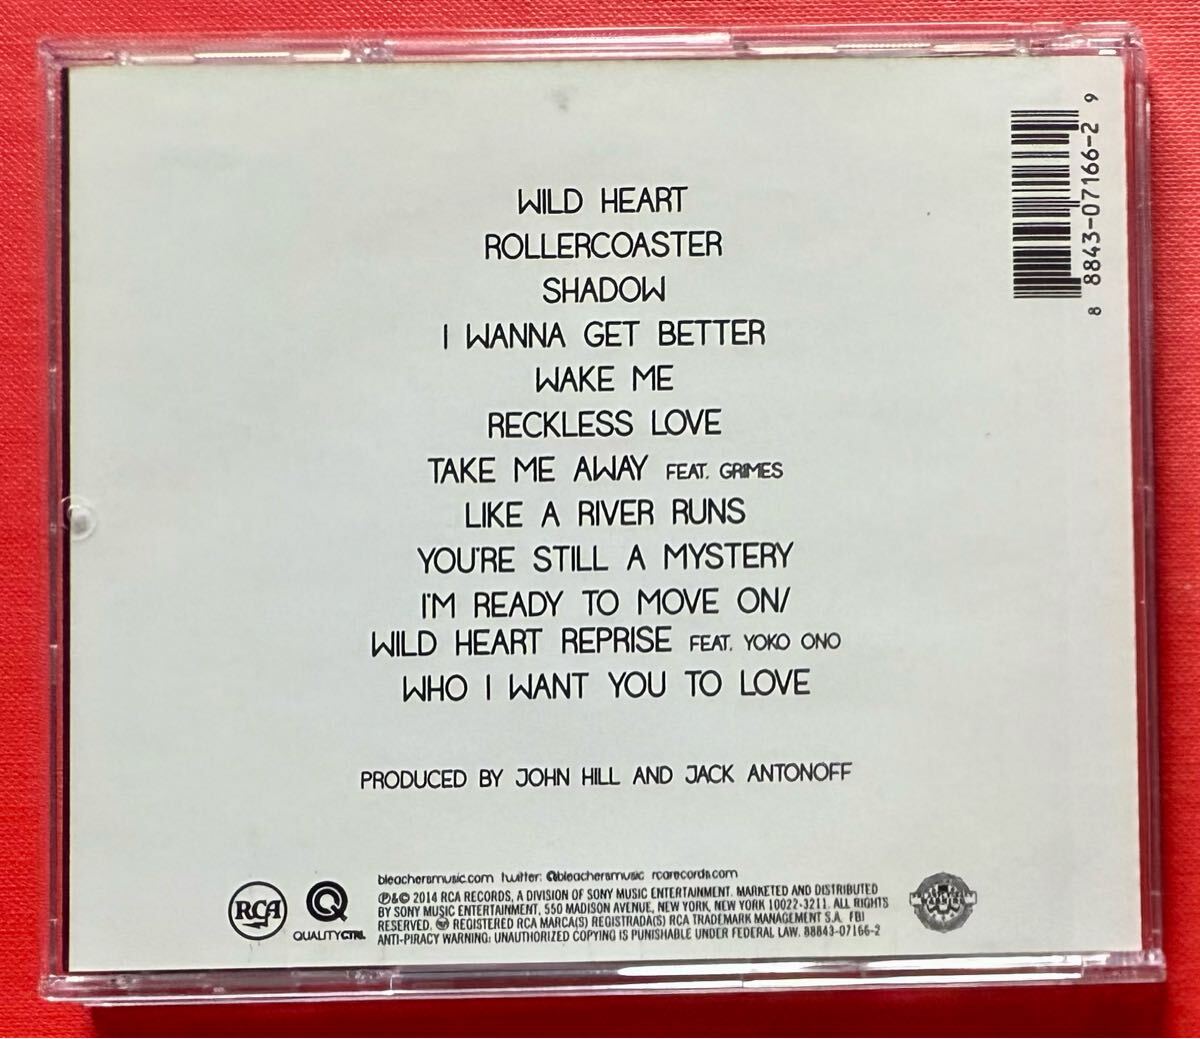 WILD HEART
ROLLERCOASTER
SHADOW
I WANNA GET BETTER
WAKE ME
RECKLESS LOVE
TAKE ME AWAY FEAT. GRIMES
LIKE A RIVER RUNS
YOU'RE STILL A MYSTERY
I'M READY TO MOVE ON/
WILD HEART REPRISE FEAT. YOKO ONO
WHO I WANT YOU TO LOVE
PRODUCED BY JOHN HILL AND JACK ANTONOFF
8 8843-07166-2 9
RCA
QUALITYCTRL
bleachersmusic.com twitter: @bleachersmusic rcarecords.com
℗&© 2014 RCA RECORDS, A DIVISION OF SONY MUSIC ENTERTAINMENT. MARKETED AND DISTRIBUTED
BY SONY MUSIC ENTERTAINMENT, 550 MADISON AVENUE, NEW YORK, NEW YORK 10022-3211. ALL RIGHTS
RESERVED. REGISTERED RCA MARCA(S) REGISTRADA(S) RCA TRADEMARK MANAGEMENT S.A. FBI
ANTI-PIRACY WARNING: UNAUTHORIZED COPYING IS PUNISHABLE UNDER FEDERAL LAW. 88843-07166-2